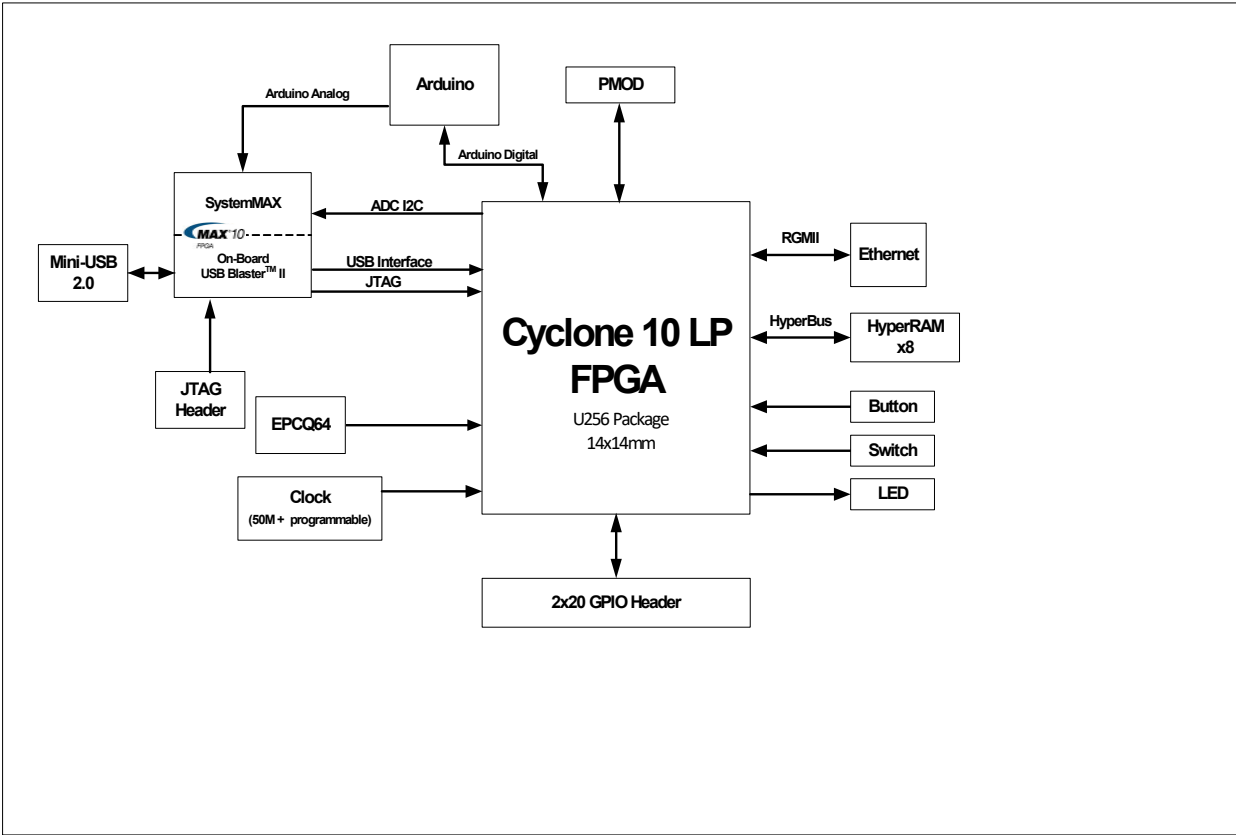 Arduino
PMOD
Arduino Analog
Arduino Digital
SystemMAX
MAX 10
FPGA
On-Board
USB Blaster™ II
ADC I2C
USB Interface
JTAG
Mini-USB
2.0
JTAG
Header
EPCQ64
Clock
(50M + programmable)
Cyclone 10 LP
FPGA
U256 Package
14x14mm
RGMII
Ethernet
HyperBus
HyperRAM
x8
Button
Switch
LED
2x20 GPIO Header